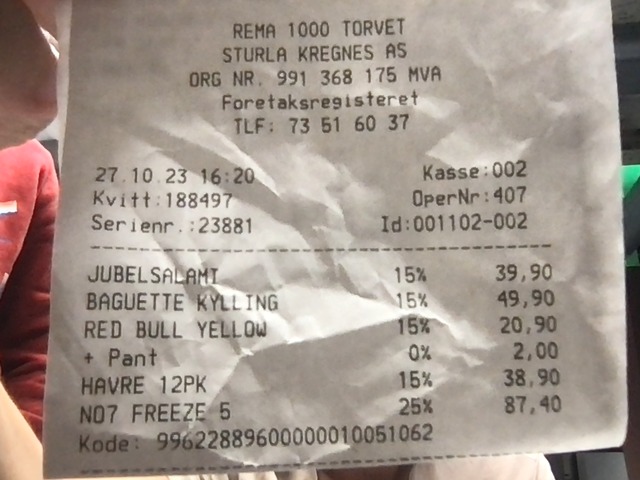 REMA 1000 TORVET
STURLA KREGNES AS
ORG NR. 991 368 175 MVA
Foretaksregisteret
TLF: 73 51 60 37
27.10.23 16:20 Kasse:002
Kvitt:188497 OperNr:407
Serienr.:23881 Id:001102-002
JUBELSALAMI 15% 39,90
BAGUETTE KYLLING 15% 49,90
RED BULL YELLOW 15% 20,90
+ Pant 0% 2,00
HAVRE 12PK 15% 38,90
NO7 FREEZE 5 25% 87,40
Kode: 99622889600000010051062